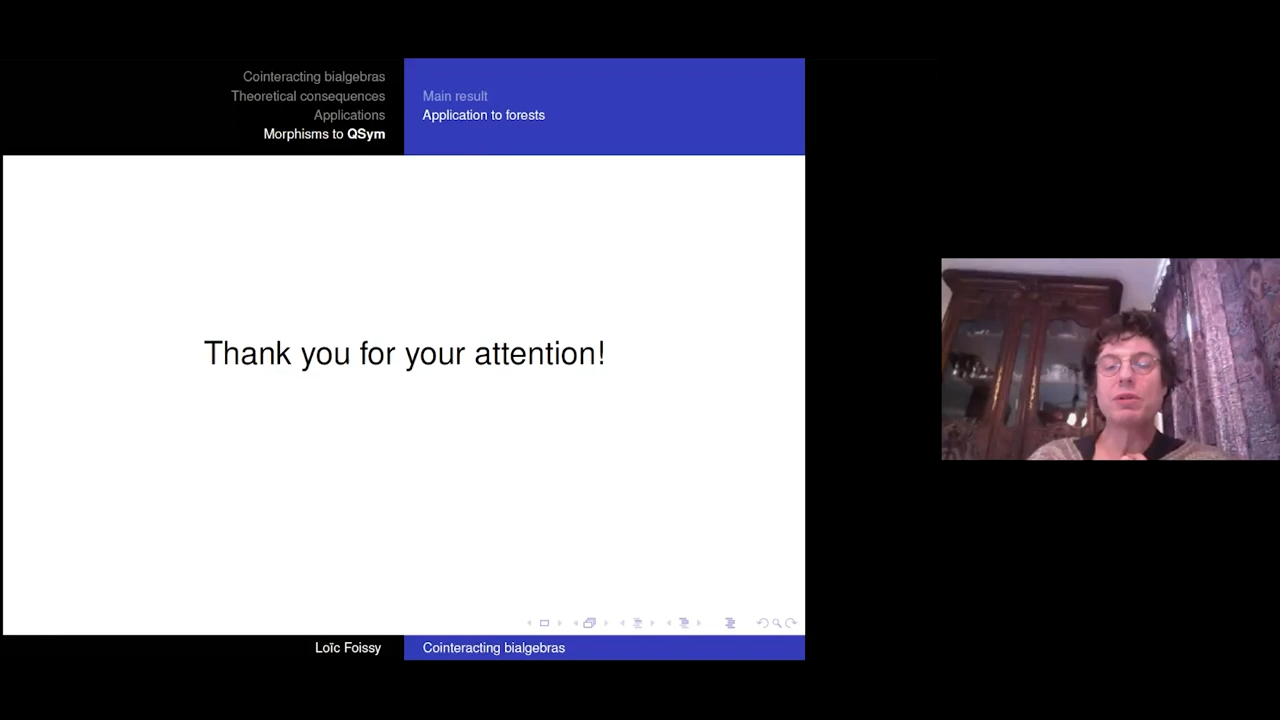 Cointeracting bialgebras
Theoretical consequences
Applications
Morphisms to QSym
Main result
Application to forests
Thank you for your attention!
Loïc Foissy
Cointeracting bialgebras